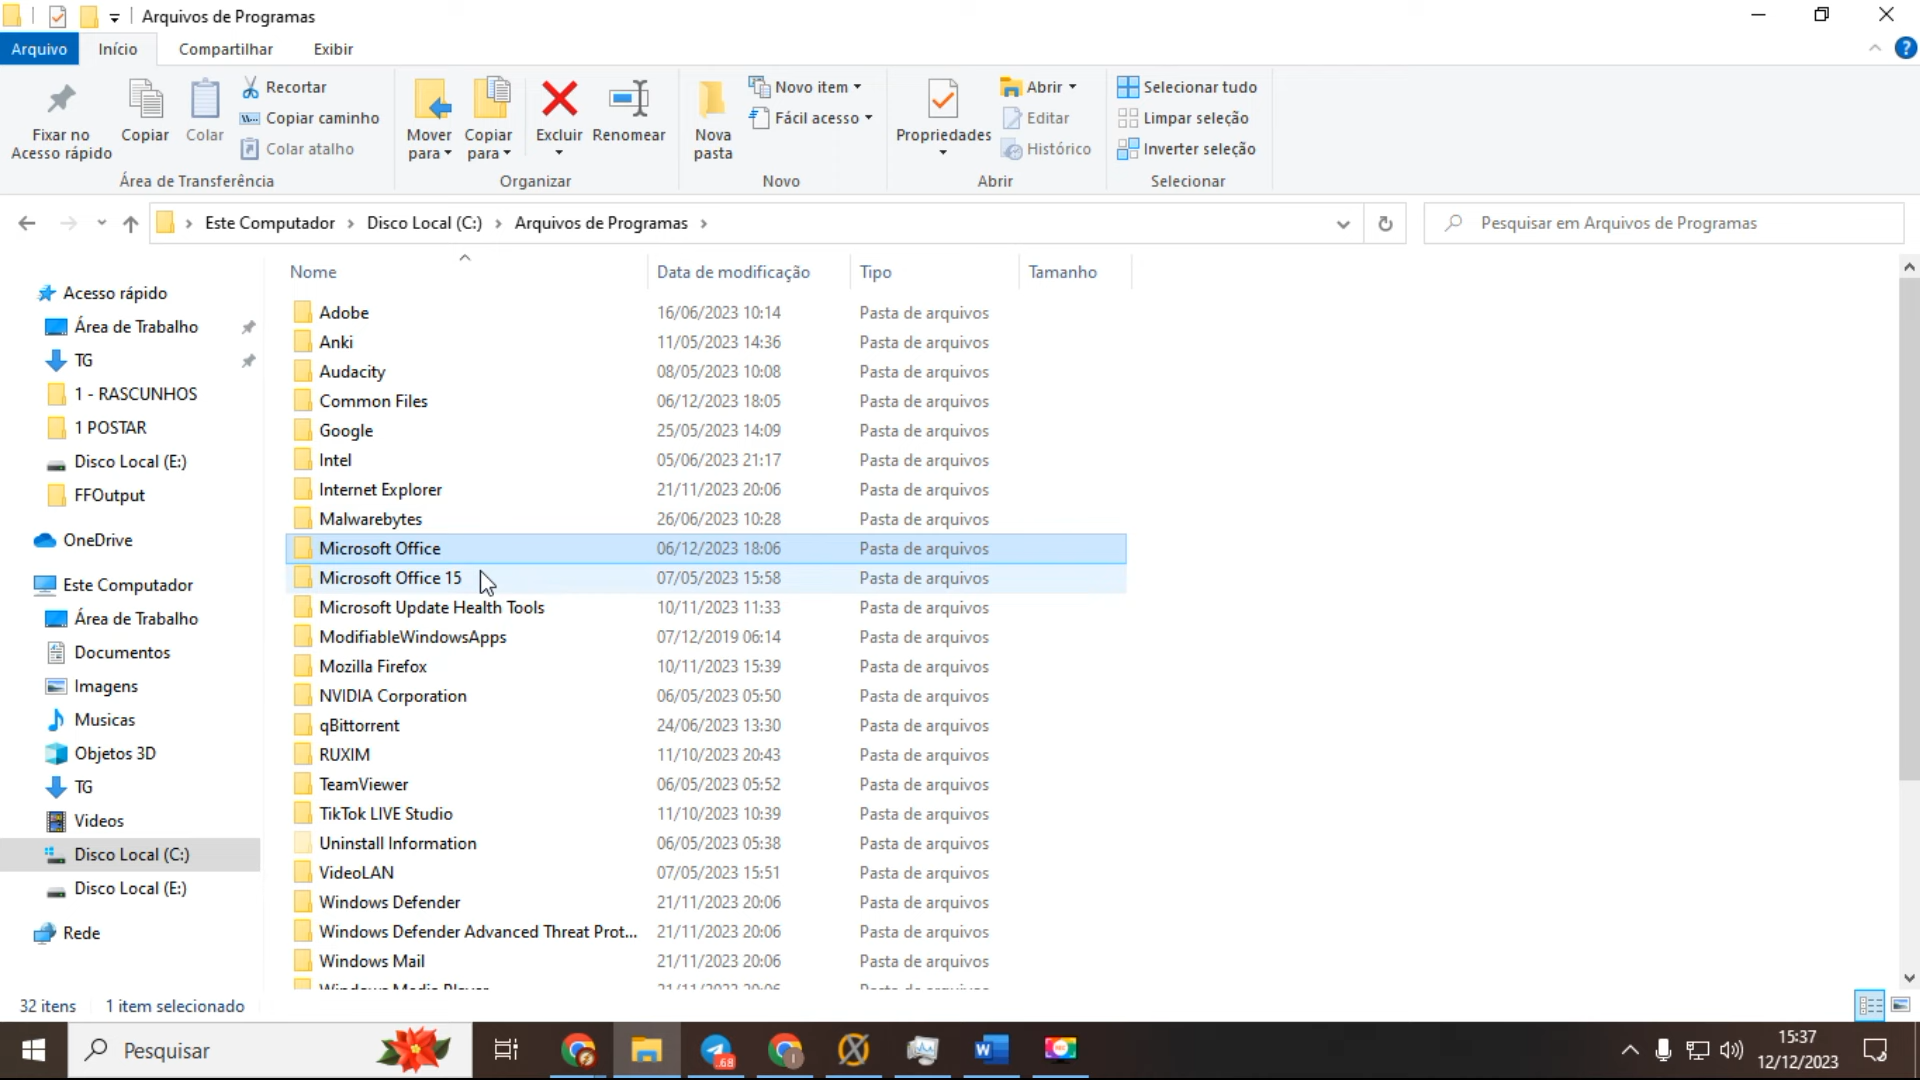 Arquivos de Programas
Arquivo Início Compartilhar Exibir
Fixar no Acesso rápido
Copiar
Colar
Recortar
Copiar caminho
Colar atalho
Mover para
Copiar para
Excluir
Renomear
Nova pasta
Novo item
Fácil acesso
Propriedades
Abrir
Editar
Histórico
Selecionar tudo
Limpar seleção
Inverter seleção
Área de Transferência Organizar Novo Abrir Selecionar
Este Computador Disco Local (C:) Arquivos de Programas
Pesquisar em Arquivos de Programas
Acesso rápido
Área de Trabalho
TG
1 - RASCUNHOS
1 POSTAR
Disco Local (E:)
FFOutput
OneDrive
Este Computador
Área de Trabalho
Documentos
Imagens
Musicas
Objetos 3D
TG
Videos
Disco Local (C:)
Disco Local (E:)
Rede
Nome Data de modificação Tipo Tamanho
Adobe 16/06/2023 10:14 Pasta de arquivos
Anki 11/05/2023 14:36 Pasta de arquivos
Audacity 08/05/2023 10:08 Pasta de arquivos
Common Files 06/12/2023 18:05 Pasta de arquivos
Google 25/05/2023 14:09 Pasta de arquivos
Intel 05/06/2023 21:17 Pasta de arquivos
Internet Explorer 21/11/2023 20:06 Pasta de arquivos
Malwarebytes 26/06/2023 10:28 Pasta de arquivos
Microsoft Office 06/12/2023 18:06 Pasta de arquivos
Microsoft Office 15 07/05/2023 15:58 Pasta de arquivos
Microsoft Update Health Tools 10/11/2023 11:33 Pasta de arquivos
ModifiableWindowsApps 07/12/2019 06:14 Pasta de arquivos
Mozilla Firefox 10/11/2023 15:39 Pasta de arquivos
NVIDIA Corporation 06/05/2023 05:50 Pasta de arquivos
qBittorrent 24/06/2023 13:30 Pasta de arquivos
RUXIM 11/10/2023 20:43 Pasta de arquivos
TeamViewer 06/05/2023 05:52 Pasta de arquivos
TikTok LIVE Studio 11/10/2023 10:39 Pasta de arquivos
Uninstall Information 06/05/2023 05:38 Pasta de arquivos
VideoLAN 07/05/2023 15:51 Pasta de arquivos
Windows Defender 21/11/2023 20:06 Pasta de arquivos
Windows Defender Advanced Threat Prot... 21/11/2023 20:06 Pasta de arquivos
Windows Mail 21/11/2023 20:06 Pasta de arquivos
32 itens 1 item selecionado
Pesquisar
68
15:37
12/12/2023